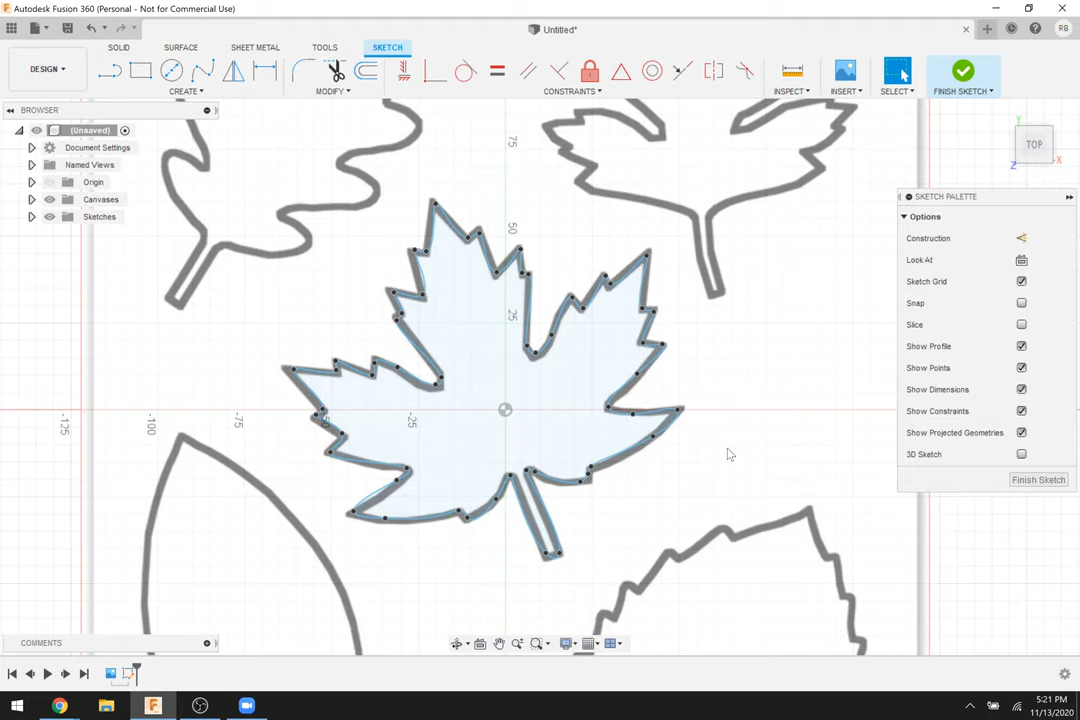 Autodesk Fusion 360 (Personal - Not for Commercial Use)
Untitled*
RB
SOLID SURFACE SHEET METAL TOOLS SKETCH
DESIGN
CREATE MODIFY CONSTRAINTS INSPECT INSERT SELECT FINISH SKETCH
BROWSER
(Unsaved)
Document Settings
Named Views
Origin
Canvases
Sketches
75
50
25
-125
-100
-75
-50
-25
Y
TOP
X
Z
SKETCH PALETTE
Options
Construction
Look At
Sketch Grid
Snap
Slice
Show Profile
Show Points
Show Dimensions
Show Constraints
Show Projected Geometries
3D Sketch
Finish Sketch
COMMENTS
5:21 PM
11/13/2020